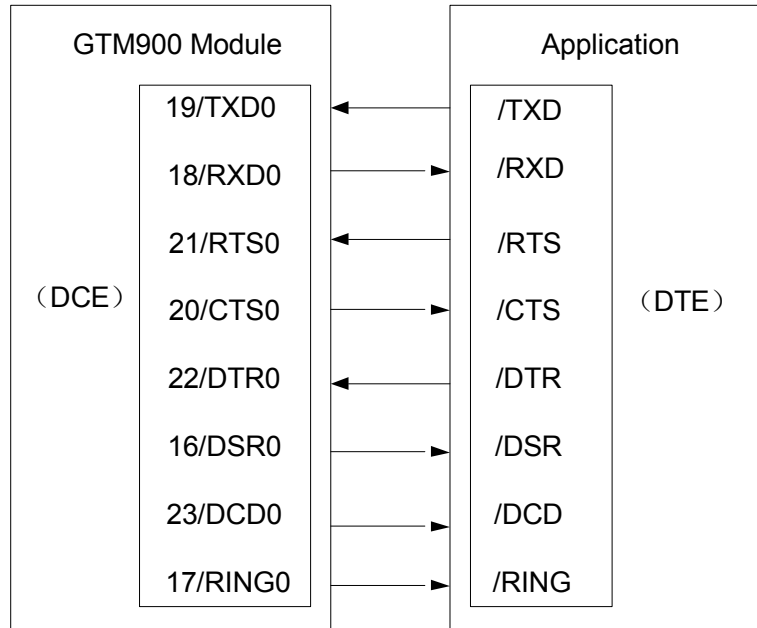 GTM900 Module
Application
19/TXD0
/TXD
18/RXD0
/RXD
21/RTS0
/RTS
（DCE）
20/CTS0
/CTS
（DTE）
22/DTR0
/DTR
16/DSR0
/DSR
23/DCD0
/DCD
17/RING0
/RING